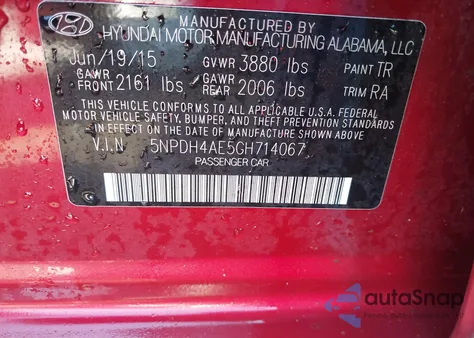 MANUFACTURED BY
HYUNDAI MOTOR MANUFACTURING ALABAMA, LLC
Jun/19/15 GVWR 3880 lbs PAINT TR
GAWR FRONT 2161 lbs, GAWR REAR 2006 lbs TRIM RA
THIS VEHICLE CONFORMS TO ALL APPLICABLE U.S.A. FEDERAL
MOTOR VEHICLE SAFETY, BUMPER, AND THEFT PREVENTION STANDARDS
IN EFFECT ON THE DATE OF MANUFACTURE SHOWN ABOVE.
V.I.N 5NPDH4AE5GH714067
PASSENGER CAR
autoSnap